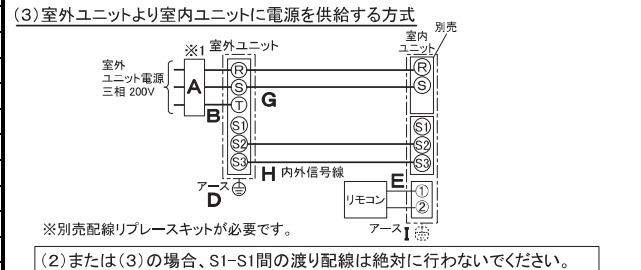 (3)室外ユニットより室内ユニットに電源を供給する方式
別売
※1 室外ユニット
室内
ユニット
室外
ユニット電源
三相 200V
A
R
R
S
S
G
B
T
S1
S1
S2
S2
S3
S3
H 内外信号線
アース
D
E
リモコン
①
②
アース I
※別売配線リプレースキットが必要です。
(2)または(3)の場合、S1-S1間の渡り配線は絶対に行わないでください。